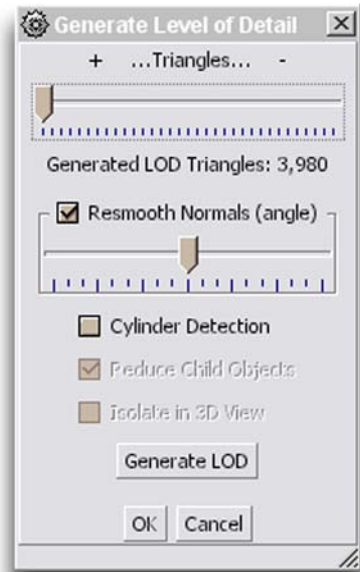 Generate Level of Detail
+ ...Triangles... -
Generated LOD Triangles: 3,980
Resmooth Normals (angle)
Cylinder Detection
Reduce Child Objects
Isolate in 3D View
Generate LOD
OK Cancel